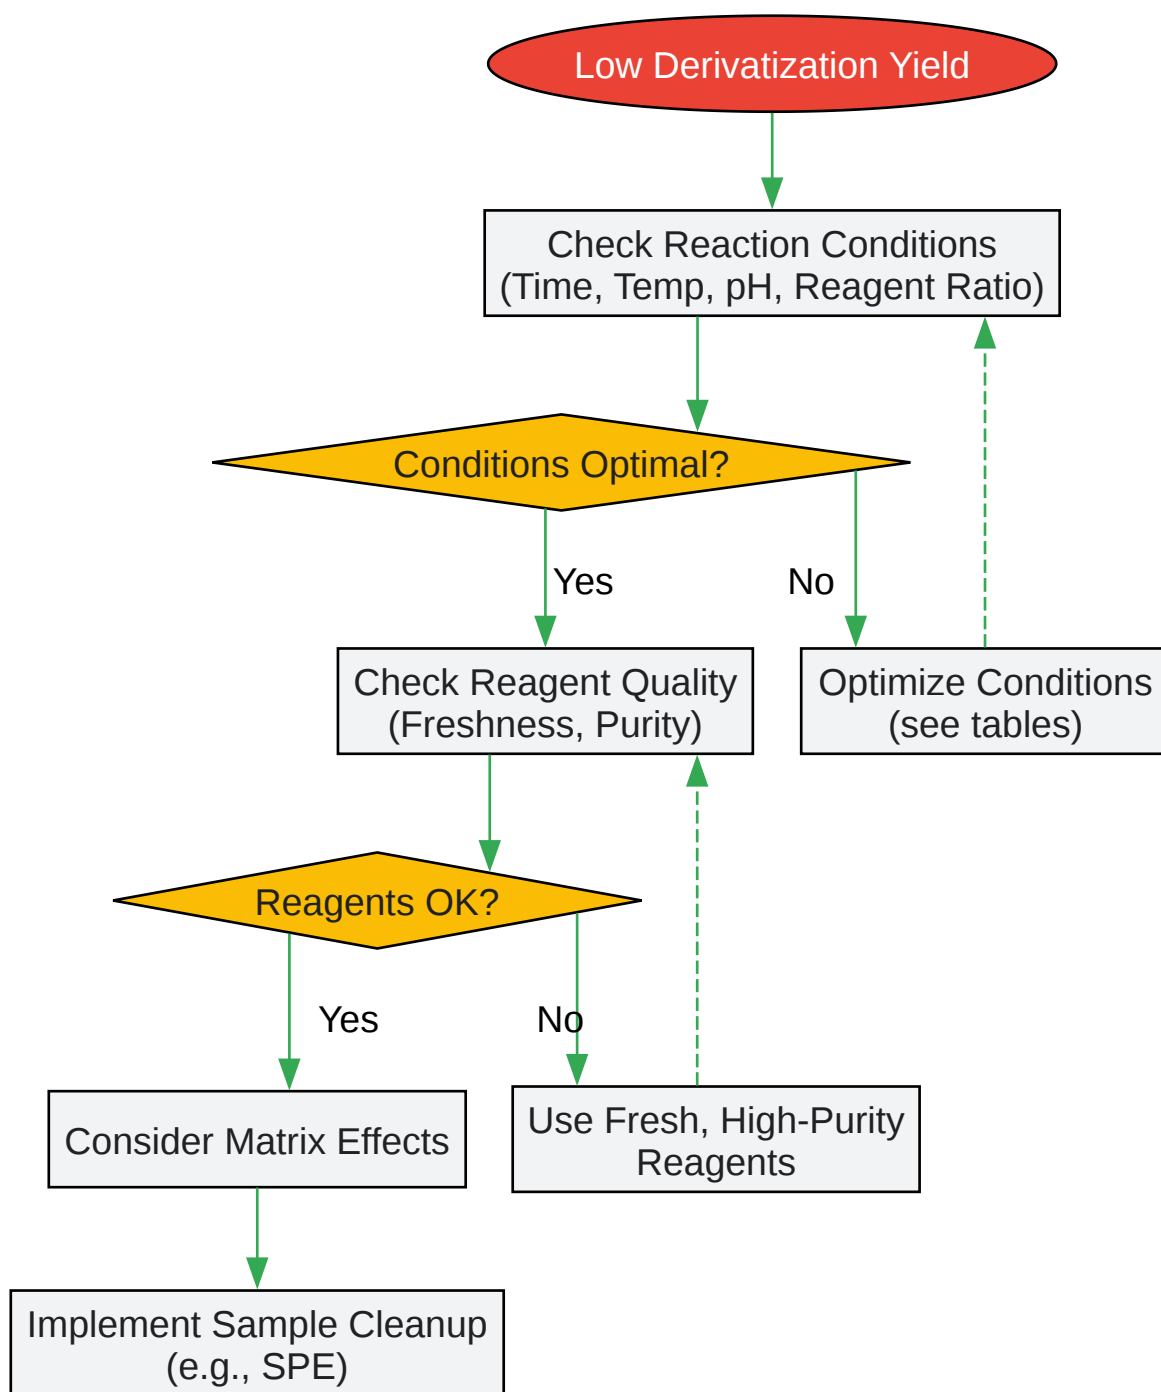 Low Derivatization Yield
Check Reaction Conditions
(Time, Temp, pH, Reagent Ratio)
Conditions Optimal?
Yes
No
Check Reagent Quality
(Freshness, Purity)
Optimize Conditions
(see tables)
Reagents OK?
Yes
No
Consider Matrix Effects
Use Fresh, High-Purity
Reagents
Implement Sample Cleanup
(e.g., SPE)